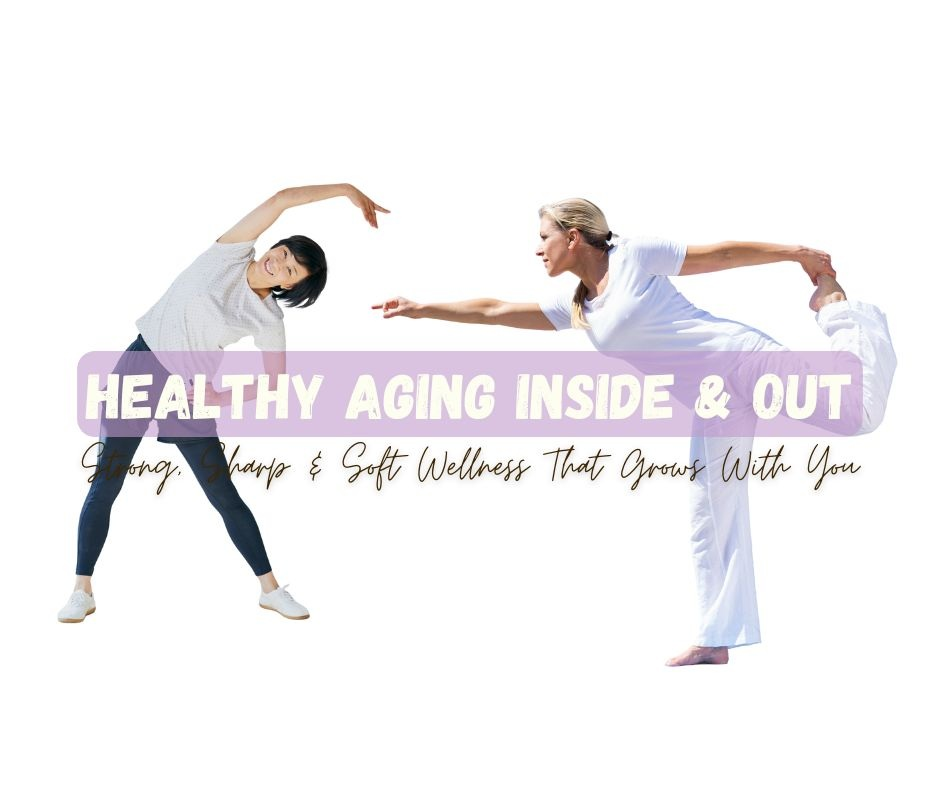 HEALTHY AGING INSIDE & OUT
Strong, Sharp & Soft Wellness That Grows With You